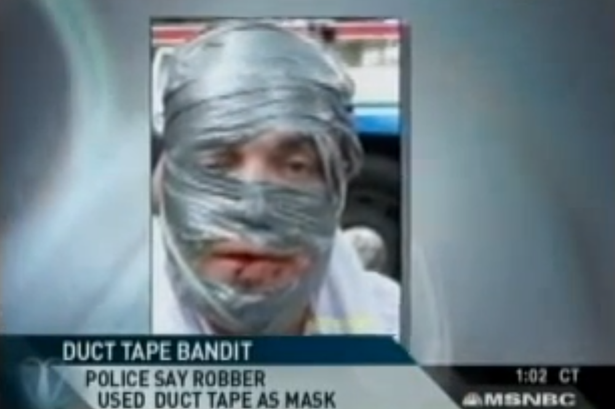 DUCT TAPE BANDIT
POLICE SAY ROBBER
USED DUCT TAPE AS MASK
1:02 CT
MSNBC